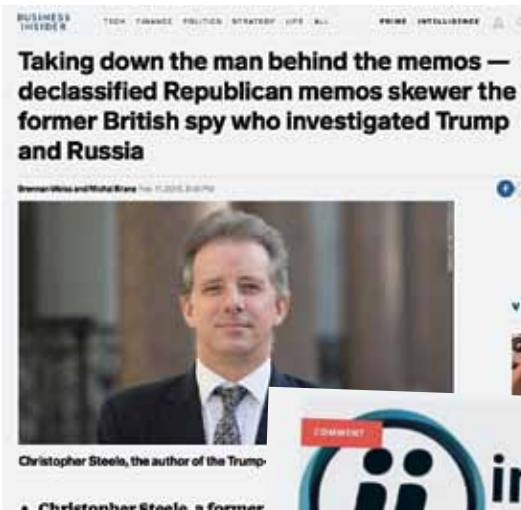 BUSINESS
INSIDER
TECH FINANCE POLITICS STRATEGY LIFE ALL
PRIME INTELLIGENCE
Taking down the man behind the memos —
declassified Republican memos skewer the
former British spy who investigated Trump
and Russia
Christopher Steele, the author of the Trump-
• Christopher Steele, a former
COMMENT